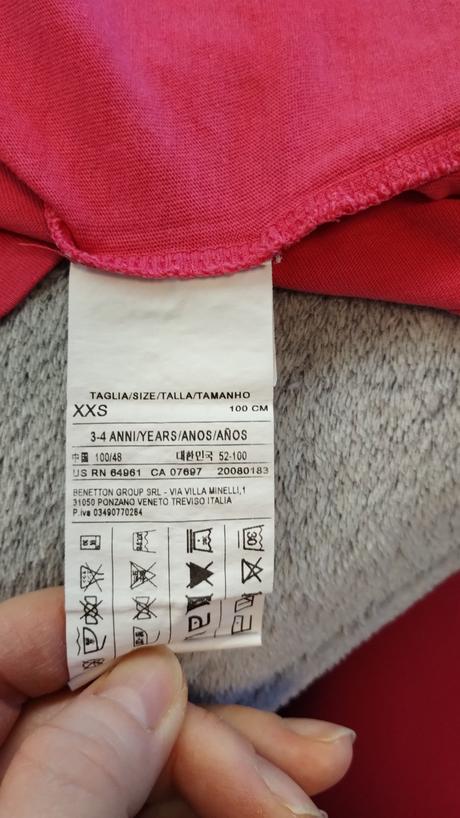 TAGLIA/SIZE/TALLA/TAMANHO
XXS 100 CM
3-4 ANNI/YEARS/ANOS/AÑOS
中国 100/48 대한민국 52-100
US RN 64961 CA 07697 20080183
BENETTON GROUP SRL - VIA VILLA MINELLI,1
31050 PONZANO VENETO TREVISO ITALIA
P.iva 03490770264
30